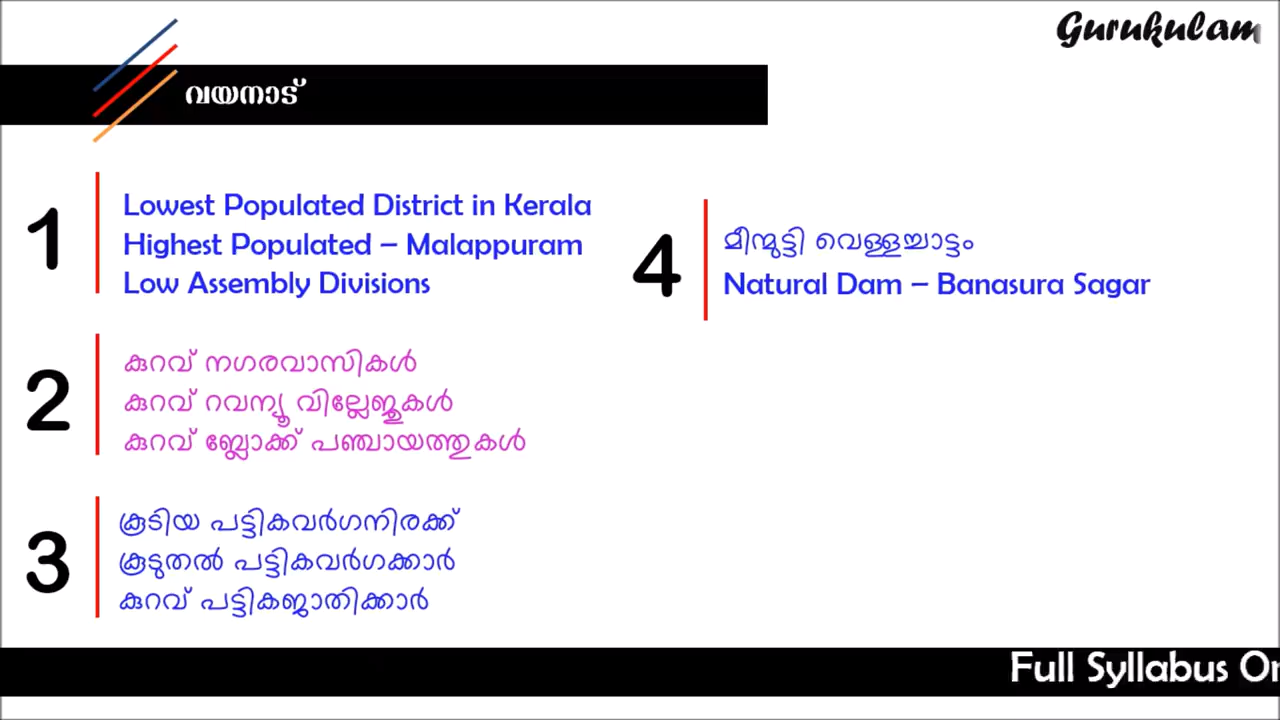 Gurukulam
വയനാട്
1
Lowest Populated District in Kerala
Highest Populated – Malappuram
Low Assembly Divisions
2
കുറവ് നഗരവാസികൾ
കുറവ് റവന്യൂ വില്ലേജുകൾ
കുറവ് ബ്ലോക്ക് പഞ്ചായത്തുകൾ
3
കൂടിയ പട്ടികവർഗനിരക്ക്
കൂടുതൽ പട്ടികവർഗക്കാർ
കുറവ് പട്ടികജാതിക്കാർ
4
മീന്മുട്ടി വെള്ളച്ചാട്ടം
Natural Dam – Banasura Sagar
Full Syllabus